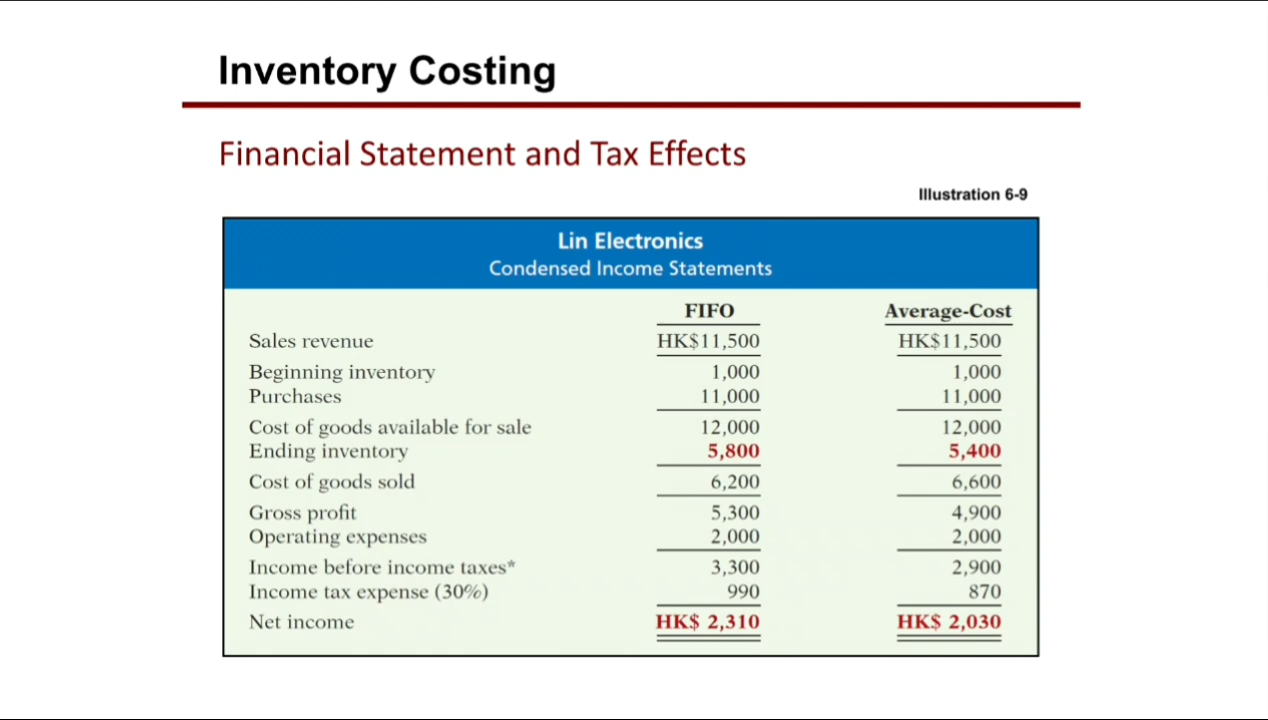 Inventory Costing
Financial Statement and Tax Effects
Illustration 6-9
Lin Electronics
Condensed Income Statements
FIFO Average-Cost
Sales revenue HK$11,500 HK$11,500
Beginning inventory 1,000 1,000
Purchases 11,000 11,000
Cost of goods available for sale 12,000 12,000
Ending inventory 5,800 5,400
Cost of goods sold 6,200 6,600
Gross profit 5,300 4,900
Operating expenses 2,000 2,000
Income before income taxes* 3,300 2,900
Income tax expense (30%) 990 870
Net income HK$ 2,310 HK$ 2,030